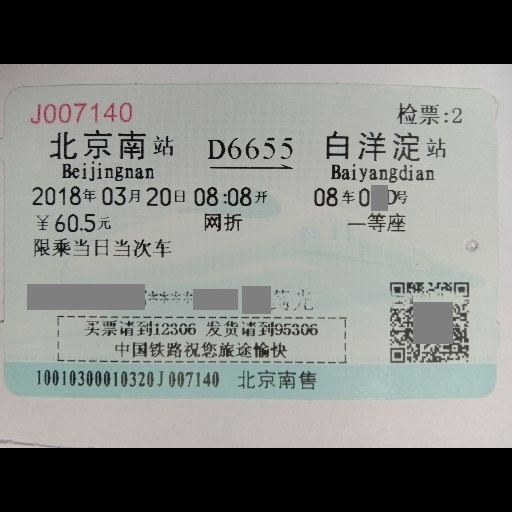 J007140 检票:2
北京南站 D6655 白洋淀站
Beijingnan Baiyangdian
2018年03月20日08:08开 08车0号
￥60.5元 网折 一等座
限乘当日当次车
买票请到12306 发货请到95306
中国铁路祝您旅途愉快
10010300010320J007140 北京南售